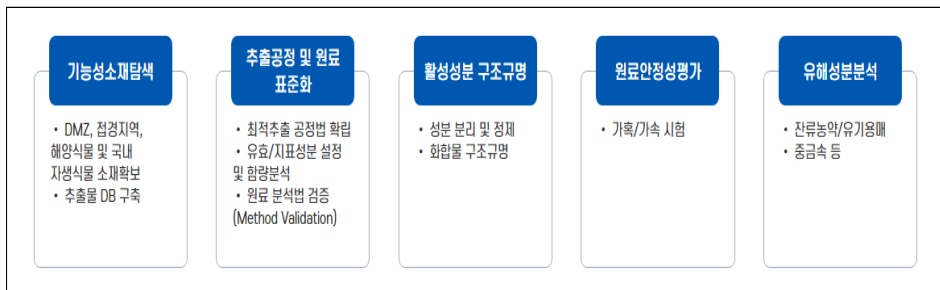 기능성소재탐색
• DMZ, 접경지역,
해양식물 및 국내
자생식물 소재확보
• 추출물 DB 구축
추출공정 및 원료
표준화
• 최적추출 공정법 확립
• 유효/지표성분 설정
및 함량분석
• 원료 분석법 검증
(Method Validation)
활성성분 구조규명
• 성분 분리 및 정제
• 화합물 구조규명
원료안정성평가
• 가혹/가속 시험
유해성분분석
• 잔류농약/유기용매
• 중금속 등